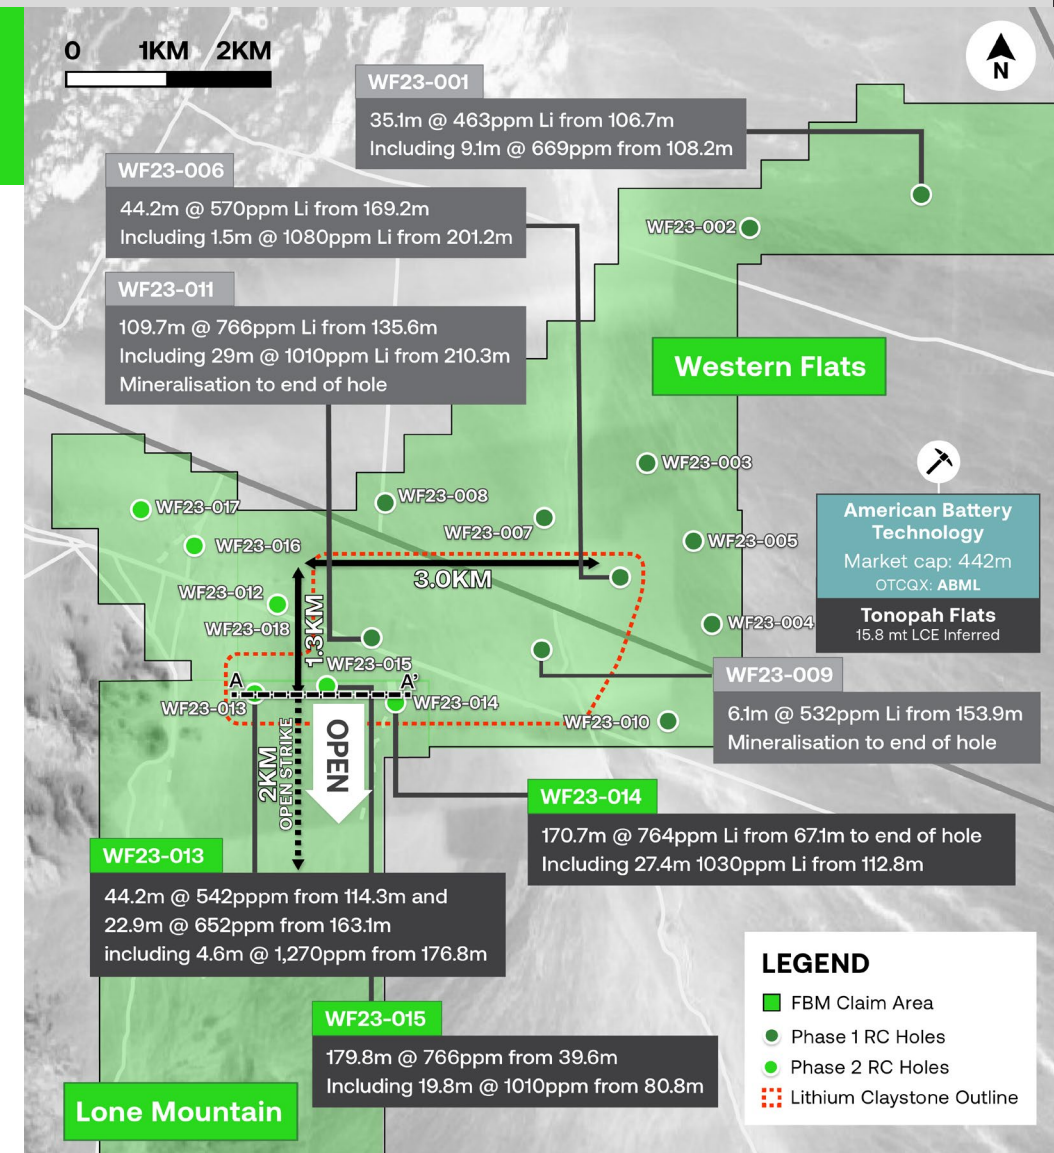 0 1KM 2KM
N
WF23-001
35.1m @ 463ppm Li from 106.7m
Including 9.1m @ 669ppm from 108.2m
WF23-006
44.2m @ 570ppm Li from 169.2m
Including 1.5m @ 1080ppm Li from 201.2m
WF23-002
WF23-011
109.7m @ 766ppm Li from 135.6m
Including 29m @ 1010ppm Li from 210.3m
Mineralisation to end of hole
Western Flats
WF23-003
WF23-008
WF23-017
WF23-007
WF23-005
WF23-016
American Battery
Technology
Market cap: 442m
OTCQX: ABML
Tonopah Flats
15.8 mt LCE Inferred
3.0KM
WF23-012
WF23-018
1.3KM
WF23-004
WF23-015
A
A'
WF23-013
WF23-014
WF23-010
WF23-009
6.1m @ 532ppm Li from 153.9m
Mineralisation to end of hole
2KM
OPEN STRIKE
OPEN
WF23-014
170.7m @ 764ppm Li from 67.1m to end of hole
Including 27.4m 1030ppm Li from 112.8m
WF23-013
44.2m @ 542pppm from 114.3m and
22.9m @ 652ppm from 163.1m
including 4.6m @ 1,270ppm from 176.8m
WF23-015
179.8m @ 766ppm from 39.6m
Including 19.8m @ 1010ppm from 80.8m
Lone Mountain
LEGEND
FBM Claim Area
Phase 1 RC Holes
Phase 2 RC Holes
Lithium Claystone Outline